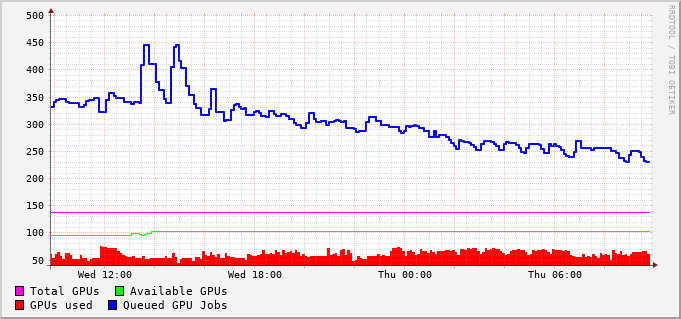 RRDTOOL / TOBI OETIKER
500
450
400
350
300
250
200
150
100
50
Wed 12:00 Wed 18:00 Thu 00:00 Thu 06:00
Total GPUs Available GPUs
GPUs used Queued GPU Jobs